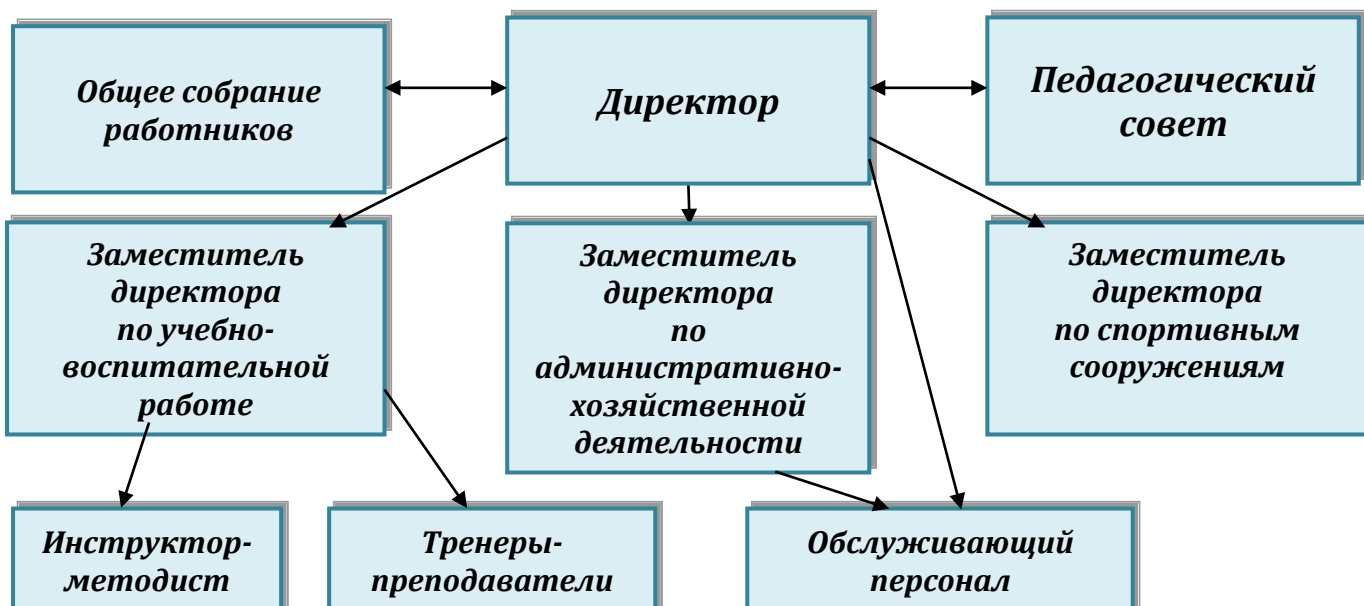 Общее собрание
работников
Директор
Педагогический
совет
Заместитель
директора
по учебно-
воспитательной
работе
Заместитель
директора
по
административно-
хозяйственной
деятельности
Заместитель
директора
по спортивным
сооружениям
Инструктор-
методист
Тренеры-
преподаватели
Обслуживающий
персонал